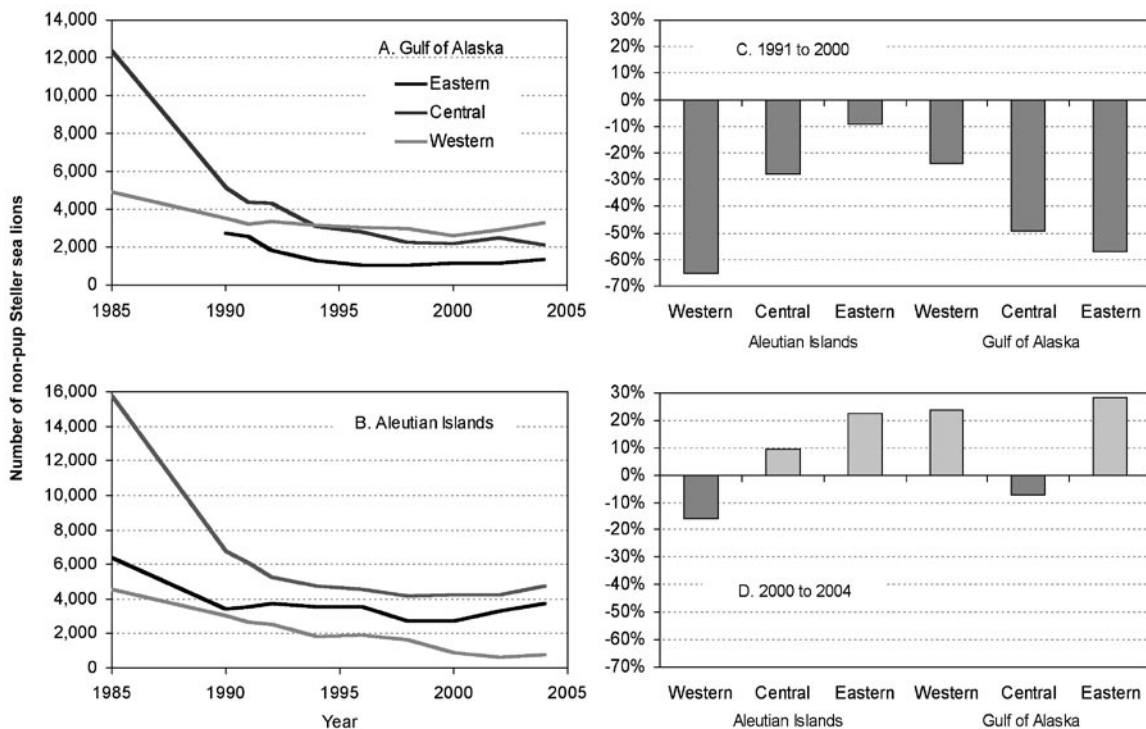 Number of non-pup Steller sea lions
14,000
12,000
10,000
8,000
6,000
4,000
2,000
0
A. Gulf of Alaska
Eastern
Central
Western
1985 1990 1995 2000 2005
30%
20%
10%
0%
-10%
-20%
-30%
-40%
-50%
-60%
-70%
C. 1991 to 2000
Western Central Eastern Western Central Eastern
Aleutian Islands Gulf of Alaska
16,000
14,000
12,000
10,000
8,000
6,000
4,000
2,000
0
B. Aleutian Islands
1985 1990 1995 2000 2005
Year
30%
20%
10%
0%
-10%
-20%
-30%
-40%
-50%
-60%
-70%
D. 2000 to 2004
Western Central Eastern Western Central Eastern
Aleutian Islands Gulf of Alaska